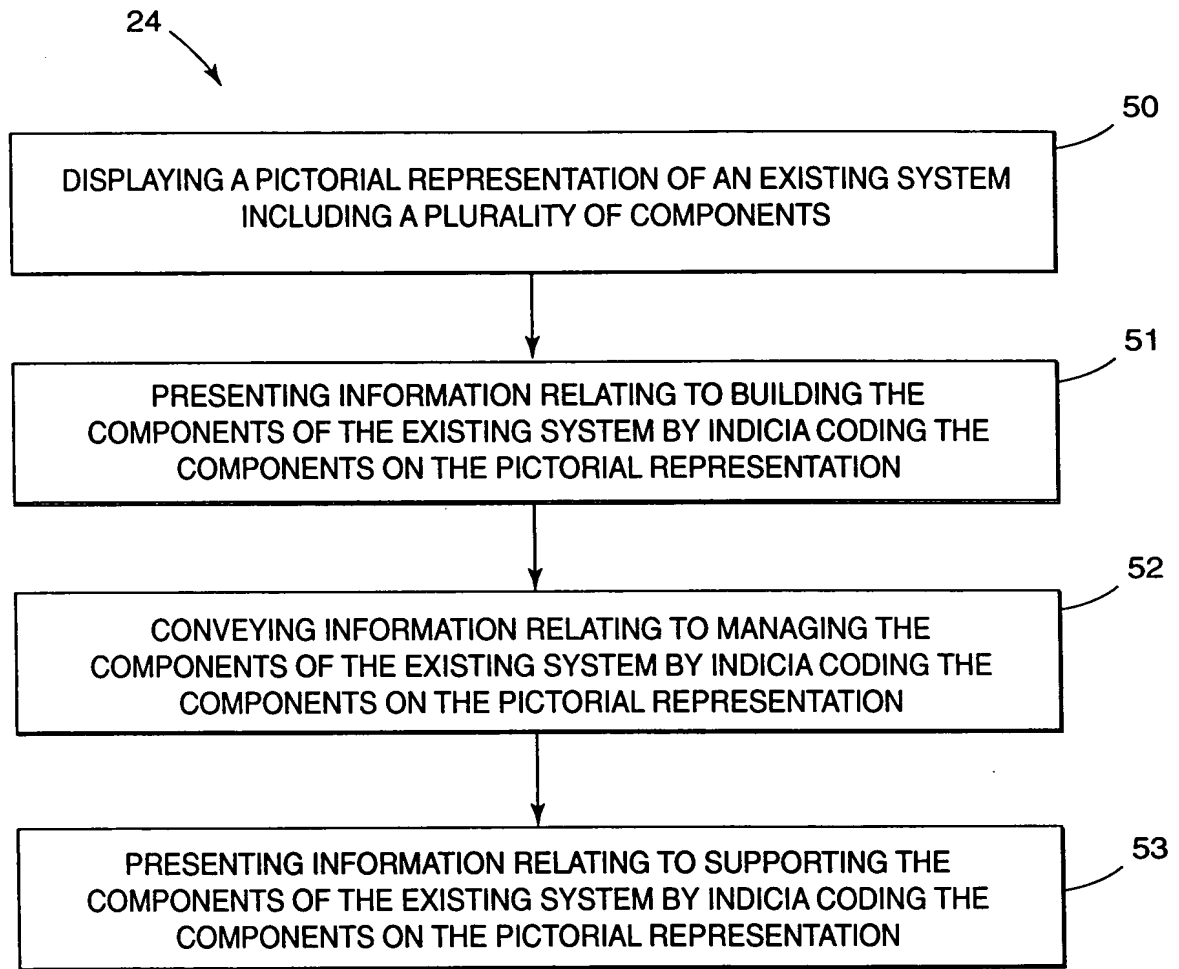 24
50
DISPLAYING A PICTORIAL REPRESENTATION OF AN EXISTING SYSTEM
INCLUDING A PLURALITY OF COMPONENTS
51
PRESENTING INFORMATION RELATING TO BUILDING THE
COMPONENTS OF THE EXISTING SYSTEM BY INDICIA CODING THE
COMPONENTS ON THE PICTORIAL REPRESENTATION
52
CONVEYING INFORMATION RELATING TO MANAGING THE
COMPONENTS OF THE EXISTING SYSTEM BY INDICIA CODING THE
COMPONENTS ON THE PICTORIAL REPRESENTATION
53
PRESENTING INFORMATION RELATING TO SUPPORTING THE
COMPONENTS OF THE EXISTING SYSTEM BY INDICIA CODING THE
COMPONENTS ON THE PICTORIAL REPRESENTATION